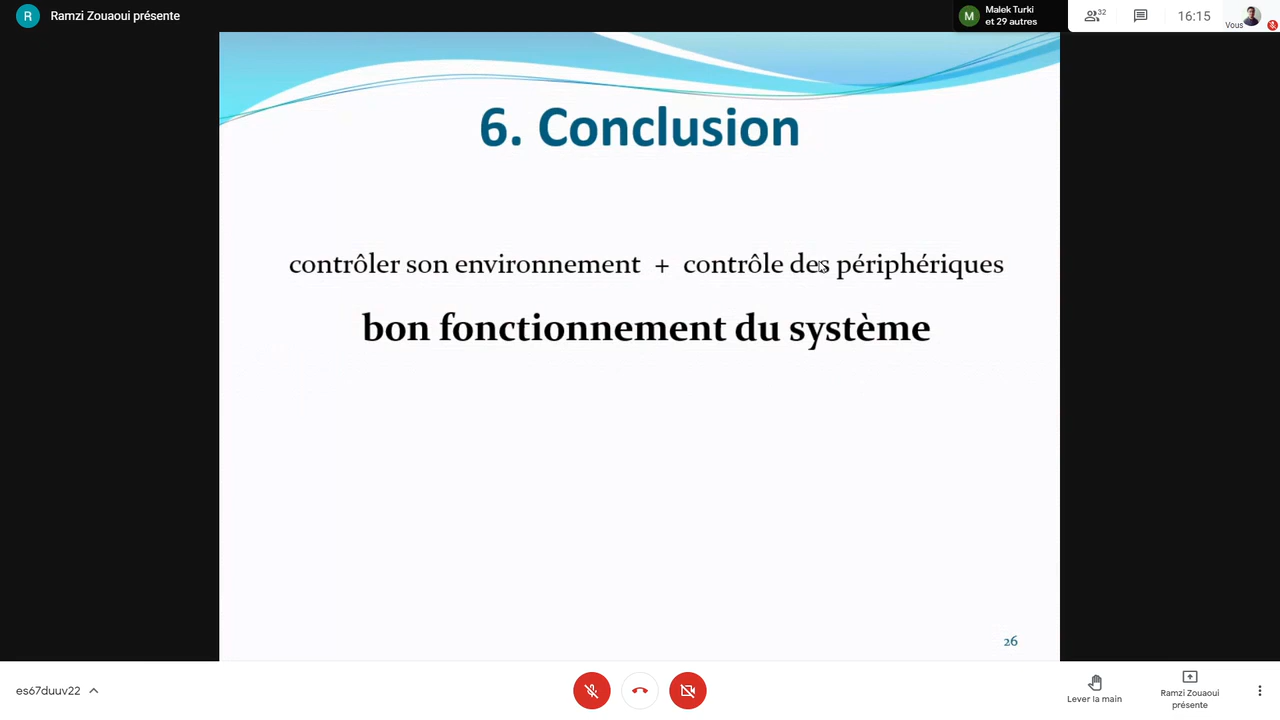 R Ramzi Zouaoui présente
M Malek Turki
et 29 autres
32
16:15
Vous
6. Conclusion
contrôler son environnement + contrôle des périphériques
bon fonctionnement du système
26
es67duuv22
Lever la main
Ramzi Zouaoui
présente